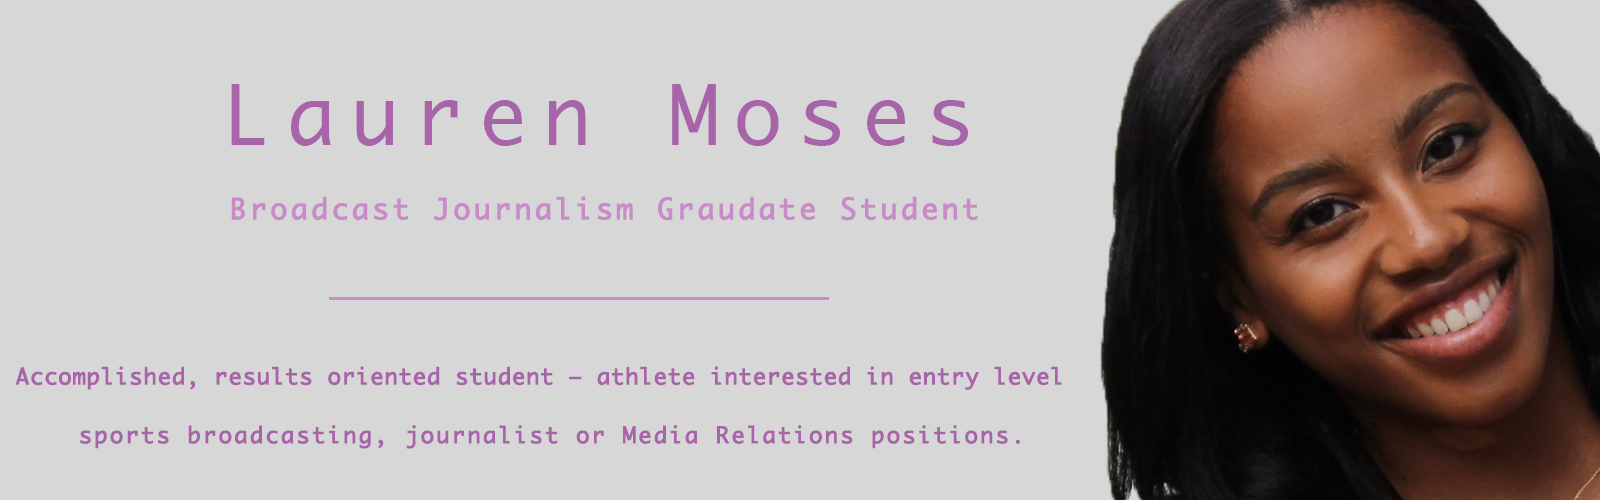 Lauren Moses
Broadcast Journalism Graudate Student
Accomplished, results oriented student – athlete interested in entry level
sports broadcasting, journalist or Media Relations positions.